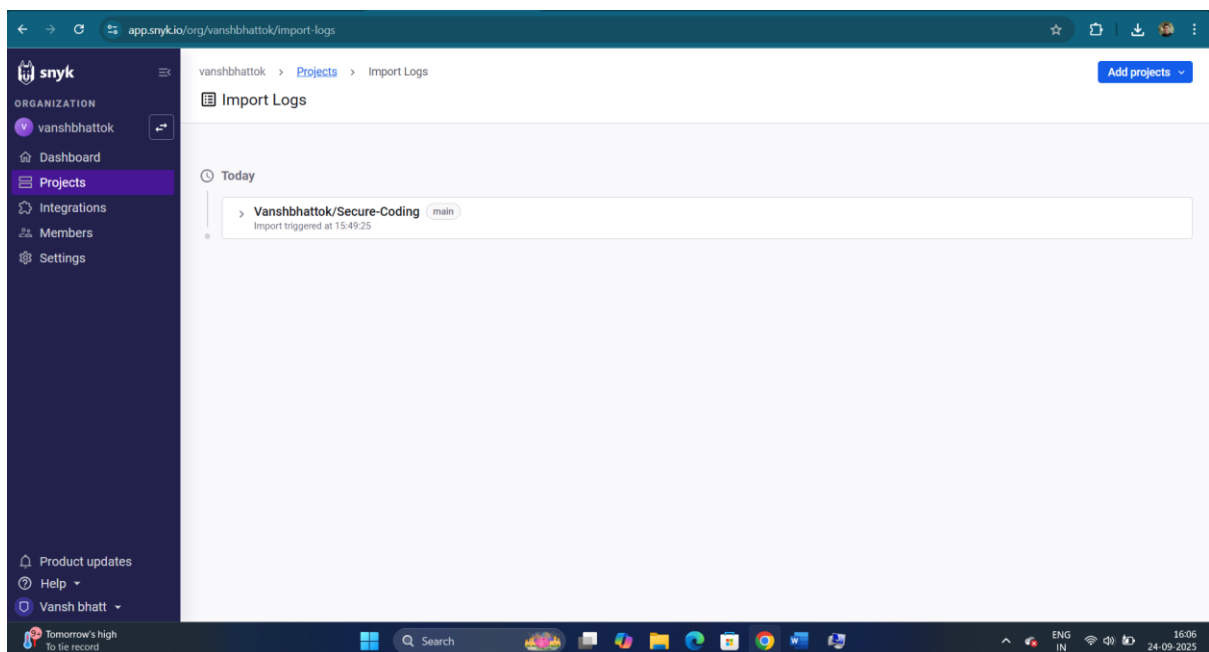 app.snyk.io/org/vanshbhattok/import-logs
snyk
ORGANIZATION
V vanshbhattok
Dashboard
Projects
Integrations
Members
Settings
Product updates
Help
Vansh bhatt
vanshbhattok > Projects > Import Logs
Add projects
Import Logs
Today
Vanshbhattok/Secure-Coding main
Import triggered at 15:49:25
Tomorrow's high
To tie record
Search
ENG
IN
16:06
24-09-2025